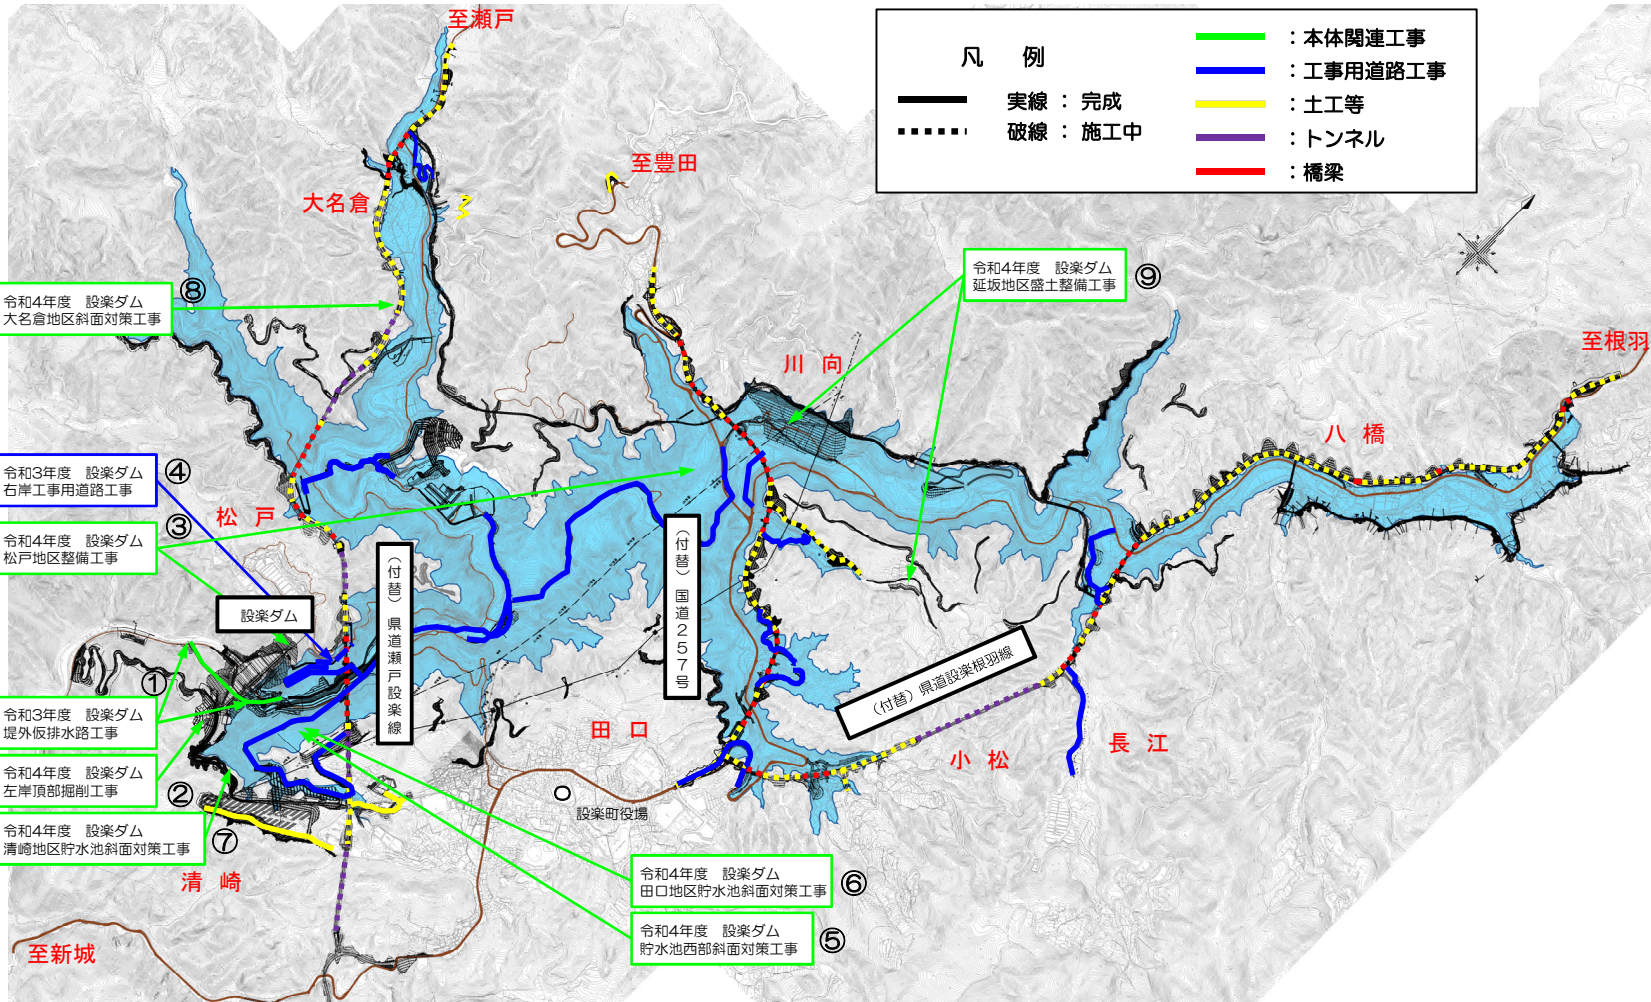 至瀬戸
凡　例
実線 ： 完成
破線 ： 施工中
：本体関連工事
：工事用道路工事
：土工等
：トンネル
：橋梁
至豊田
大名倉
⑧
令和4年度　設楽ダム
大名倉地区斜面対策工事
令和4年度　設楽ダム
延坂地区盛土整備工事
⑨
川 向
至根羽
八 橋
令和3年度　設楽ダム
右岸工事用道路工事
④
③
松 戸
令和4年度　設楽ダム
松戸地区整備工事
設楽ダム
（付替）県道瀬戸設楽線
（付替）国道２５７号
（付替）県道設楽根羽線
①
令和3年度　設楽ダム
堤外仮排水路工事
令和4年度　設楽ダム
左岸頂部掘削工事
②
令和4年度　設楽ダム
清崎地区貯水池斜面対策工事
⑦
清 崎
田 口
設楽町役場
小 松
長 江
令和4年度　設楽ダム
田口地区貯水池斜面対策工事
⑥
令和4年度　設楽ダム
貯水池西部斜面対策工事
⑤
至新城